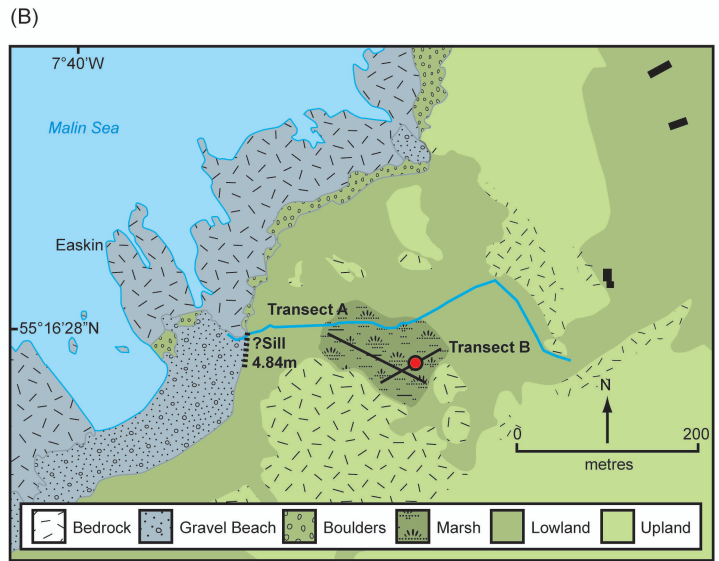 (B)
7°40'W
Malin Sea
Easkin
Transect A
55°16'28"N
?Sill
4.84m
Transect B
N
0
200
metres
Bedrock
Gravel Beach
Boulders
Marsh
Lowland
Upland